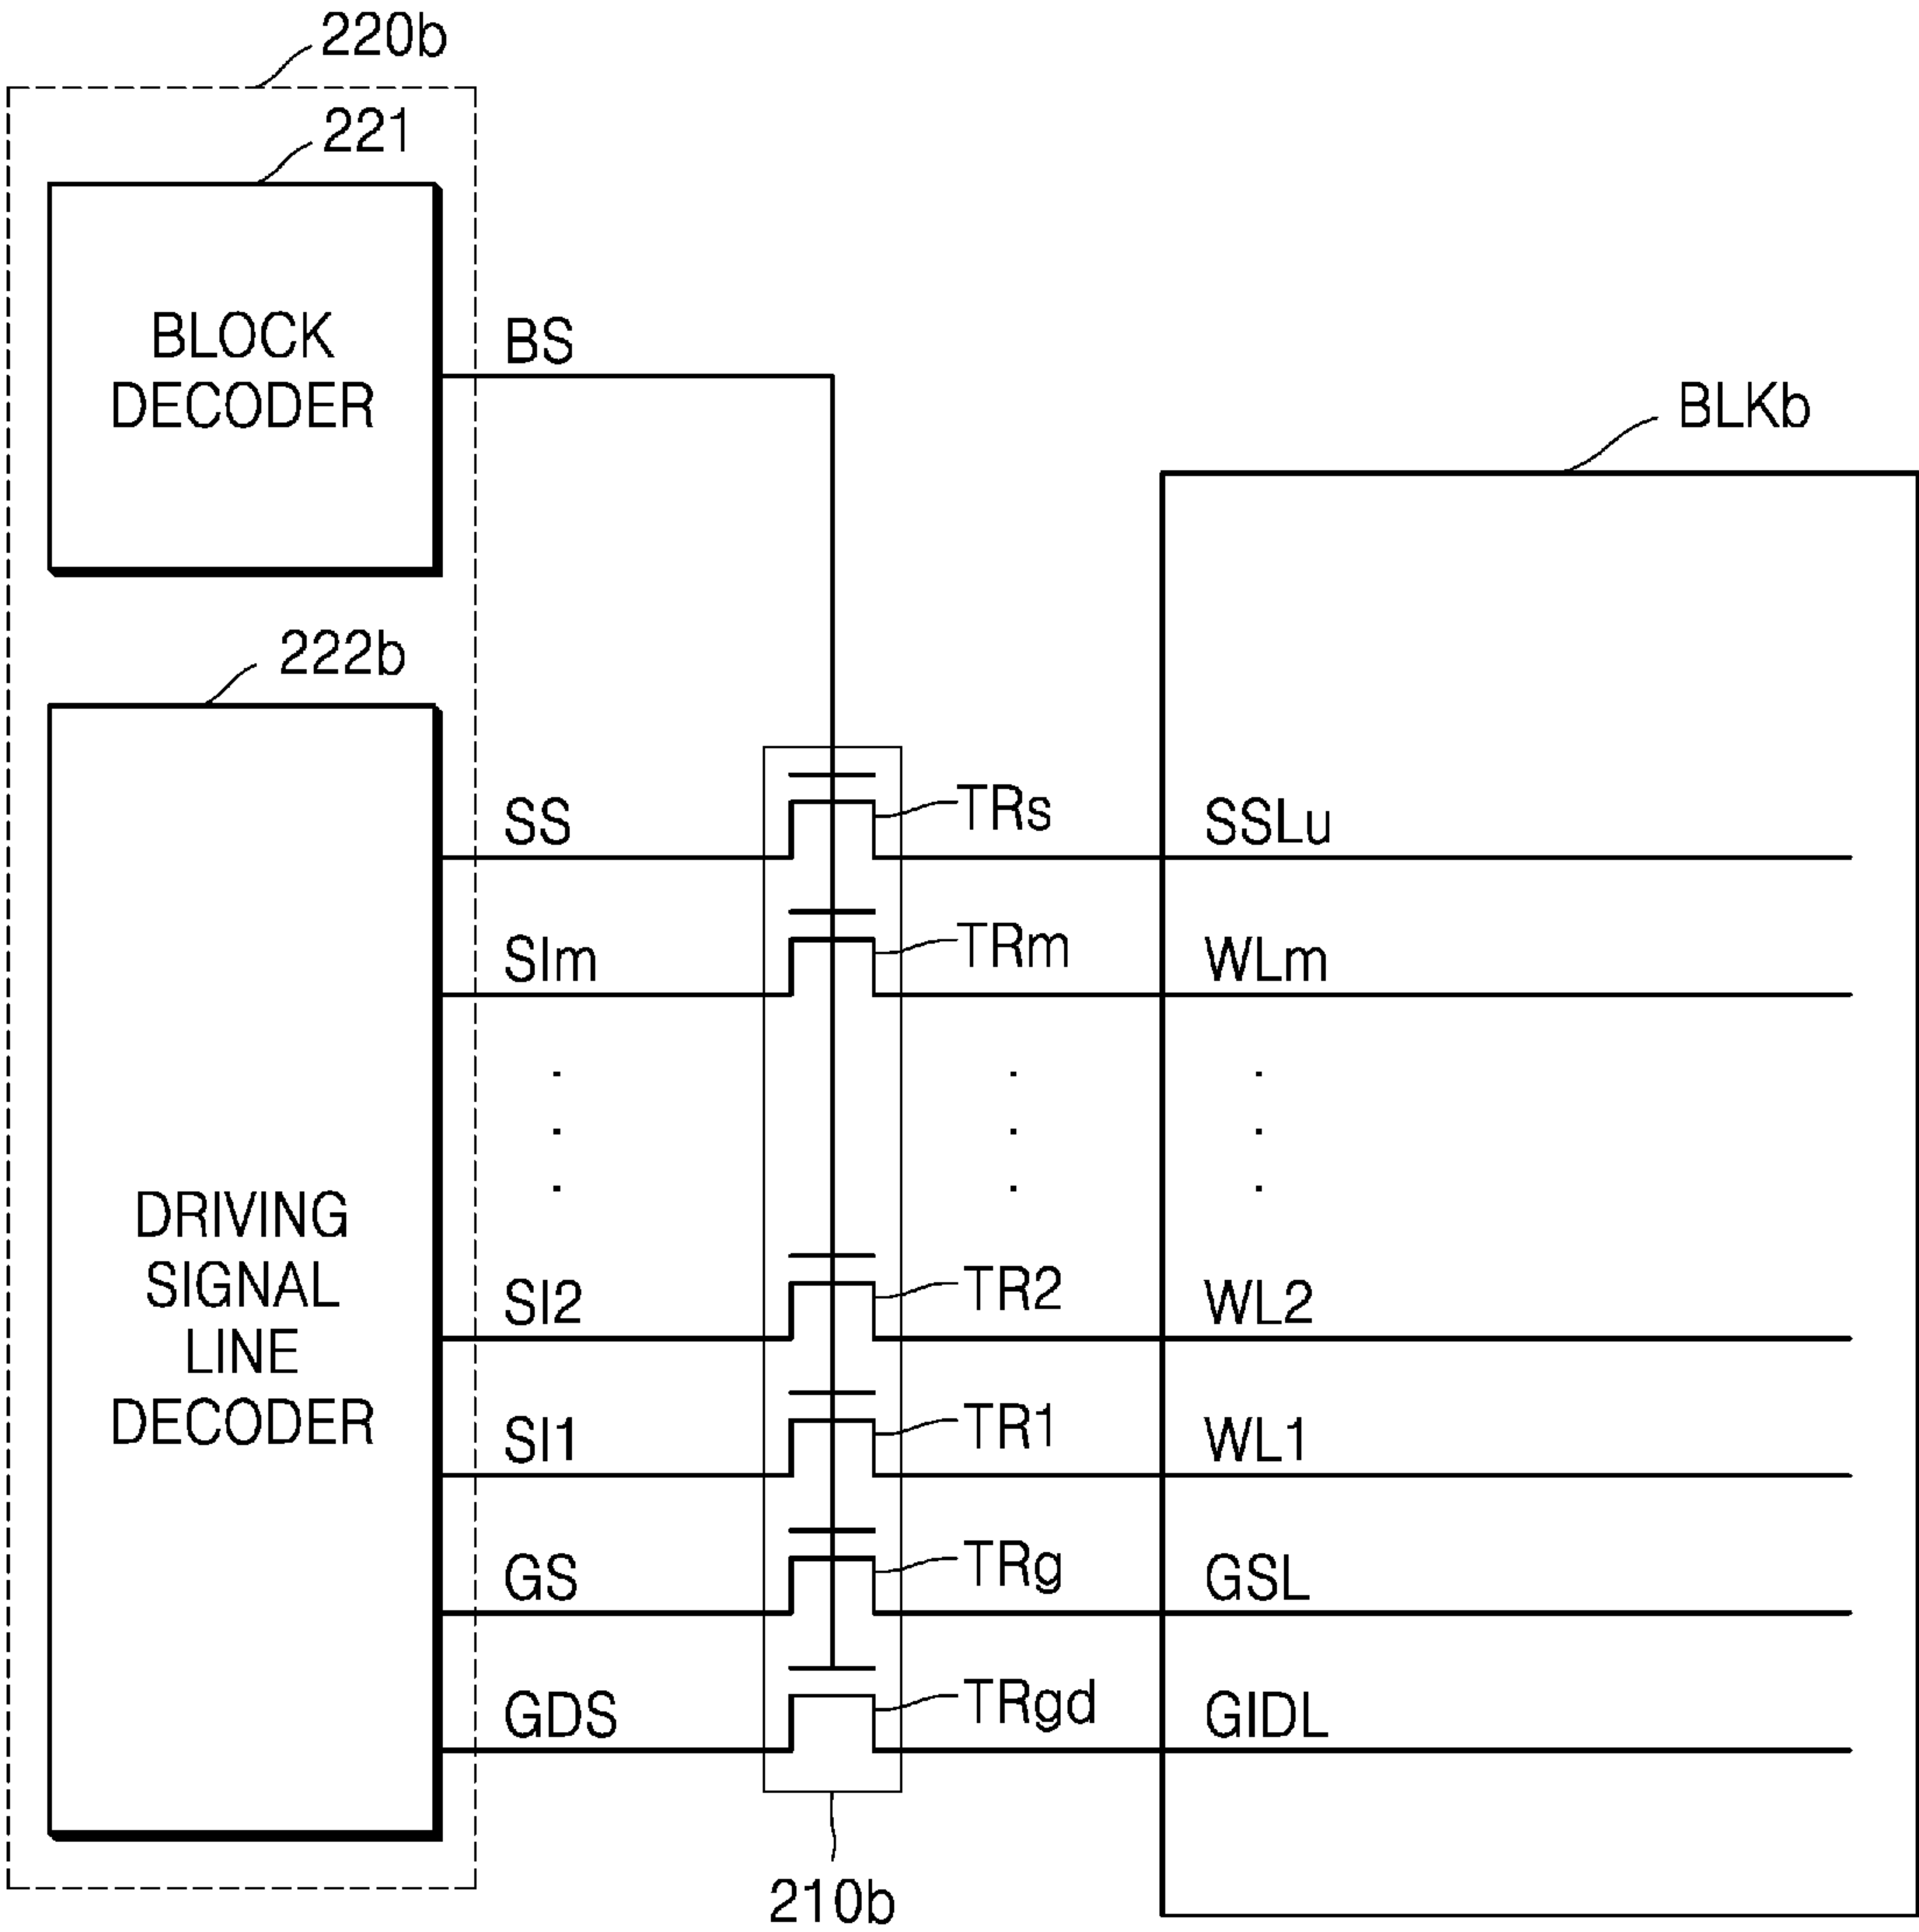 220b
221
BLOCK
DECODER
BS
BLKb
222b
SS
TRs
SSLu
SIm
TRm
WLm
DRIVING
SIGNAL
LINE
DECODER
SI2
TR2
WL2
SI1
TR1
WL1
GS
TRg
GSL
GDS
TRgd
GIDL
210b